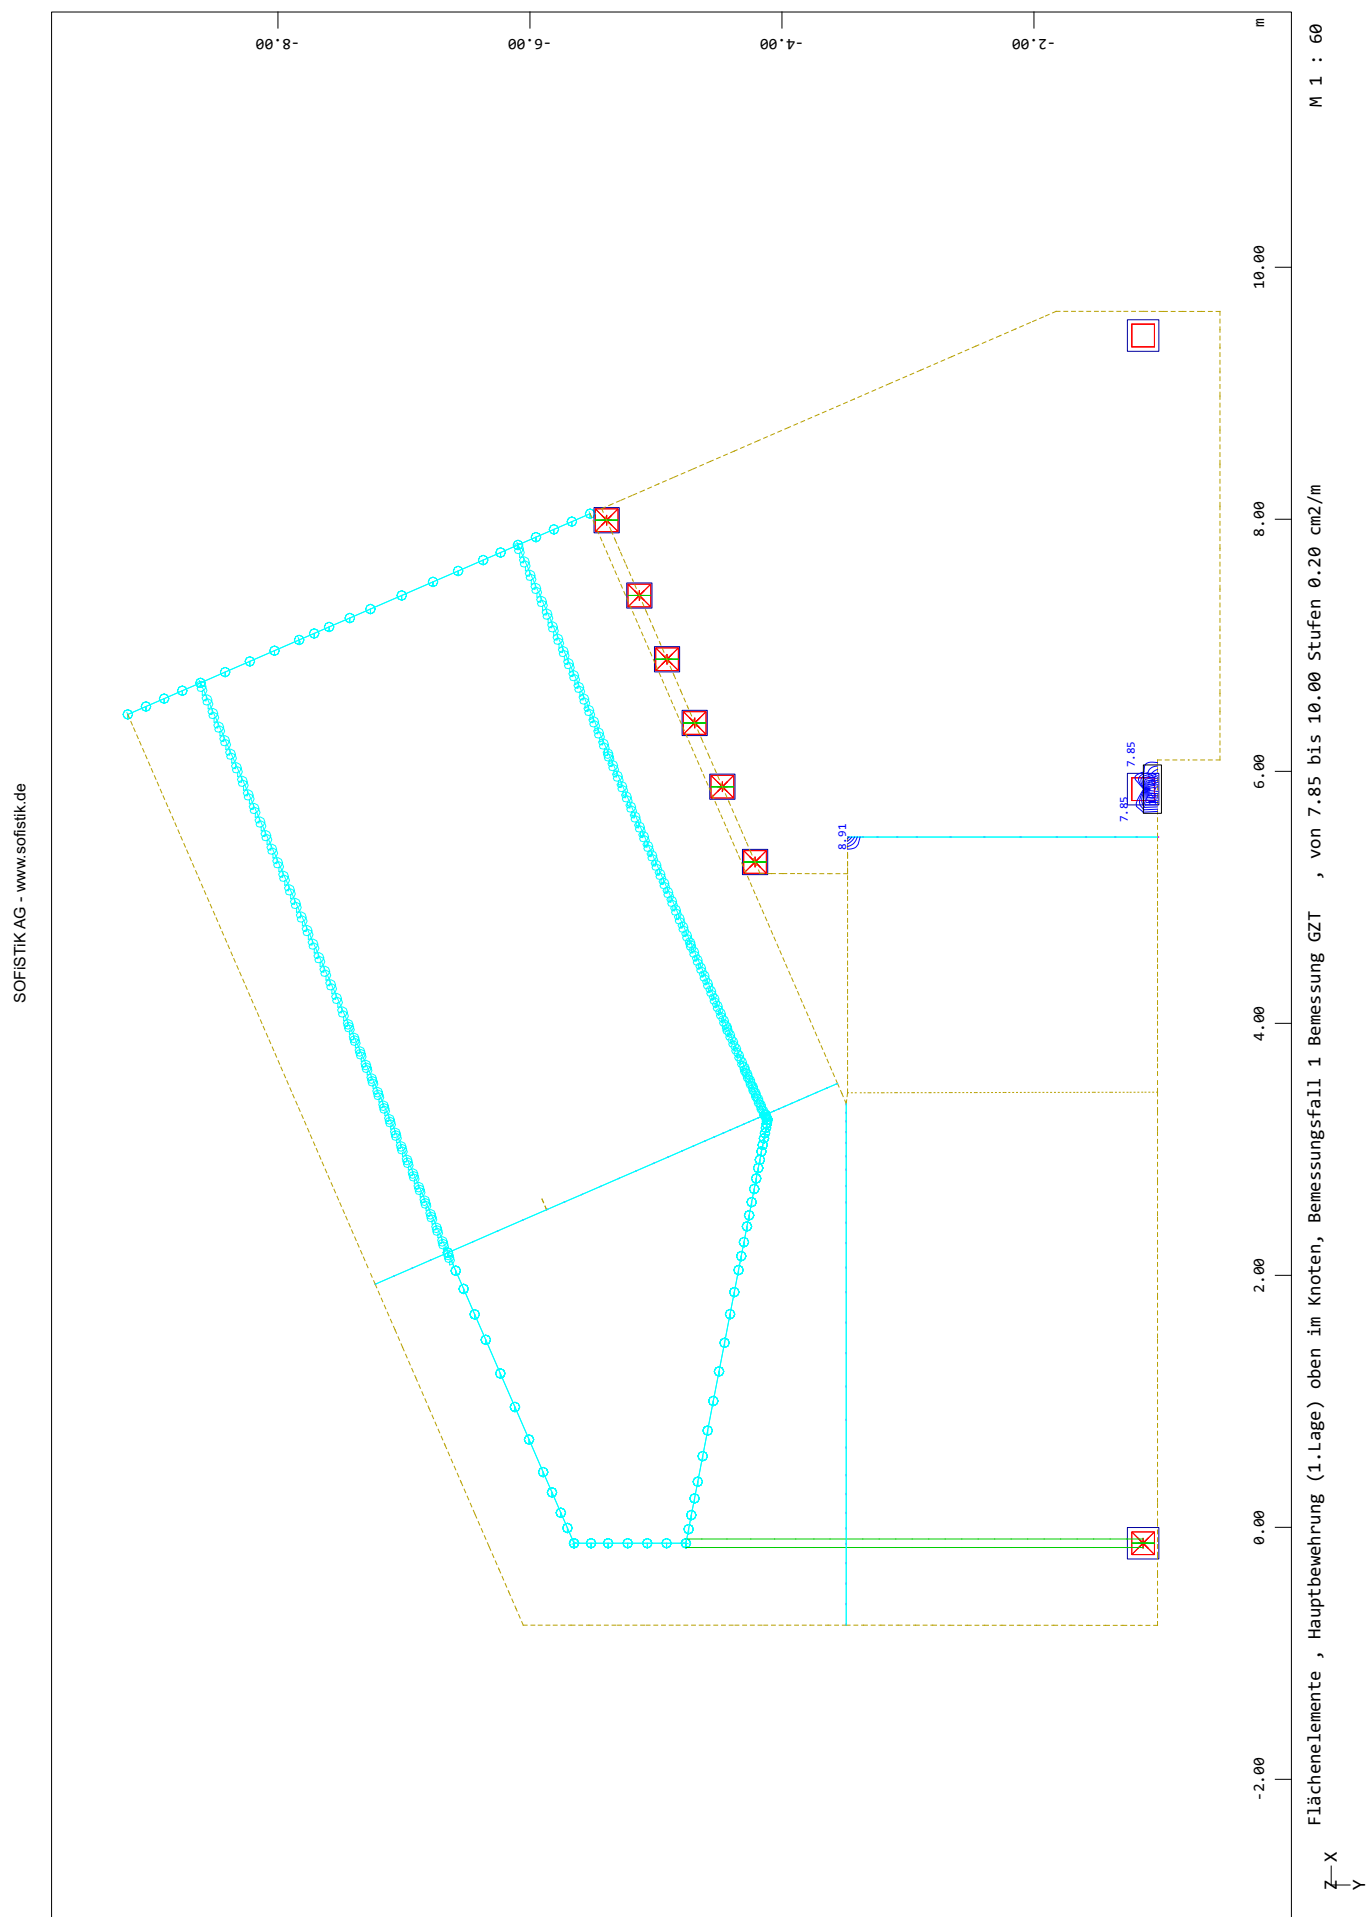 SOFiSTiK AG - www.sofistik.de
-8.00
-6.00
-4.00
-2.00
m
M 1 : 60
10.00
8.00
6.00
4.00
2.00
0.00
-2.00
7.85
7.85
8.91
Flächenelemente , Hauptbewehrung (1.Lage) oben im Knoten, Bemessungsfall 1 Bemessung GZT , von 7.85 bis 10.00 Stufen 0.20 cm2/m
X
Y
Z